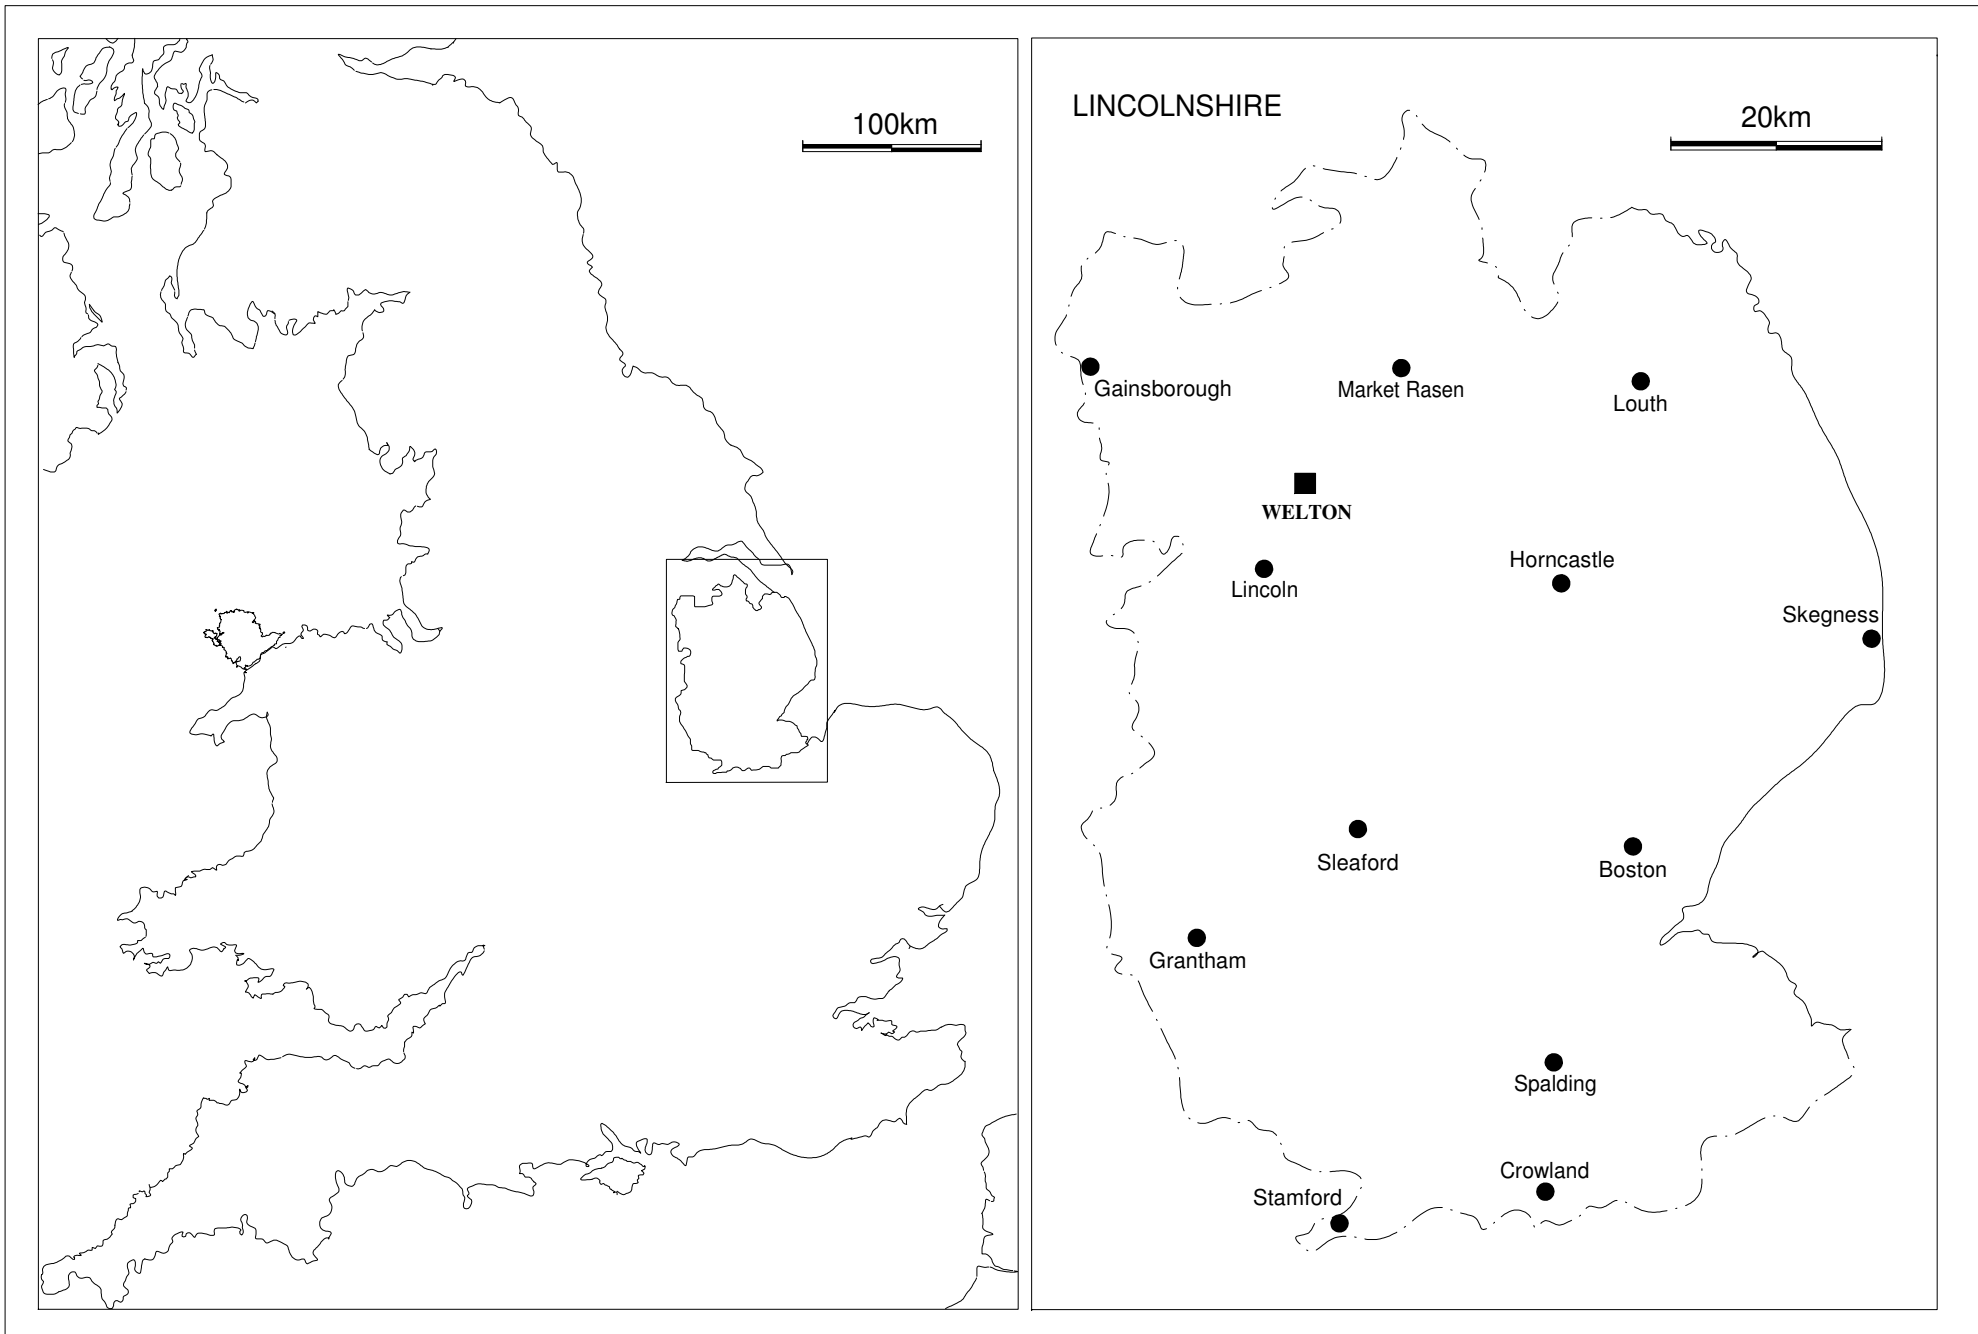 100km
LINCOLNSHIRE
20km
Gainsborough
Market Rasen
Louth
WELTON
Lincoln
Horncastle
Skegness
Sleaford
Boston
Grantham
Spalding
Crowland
Stamford